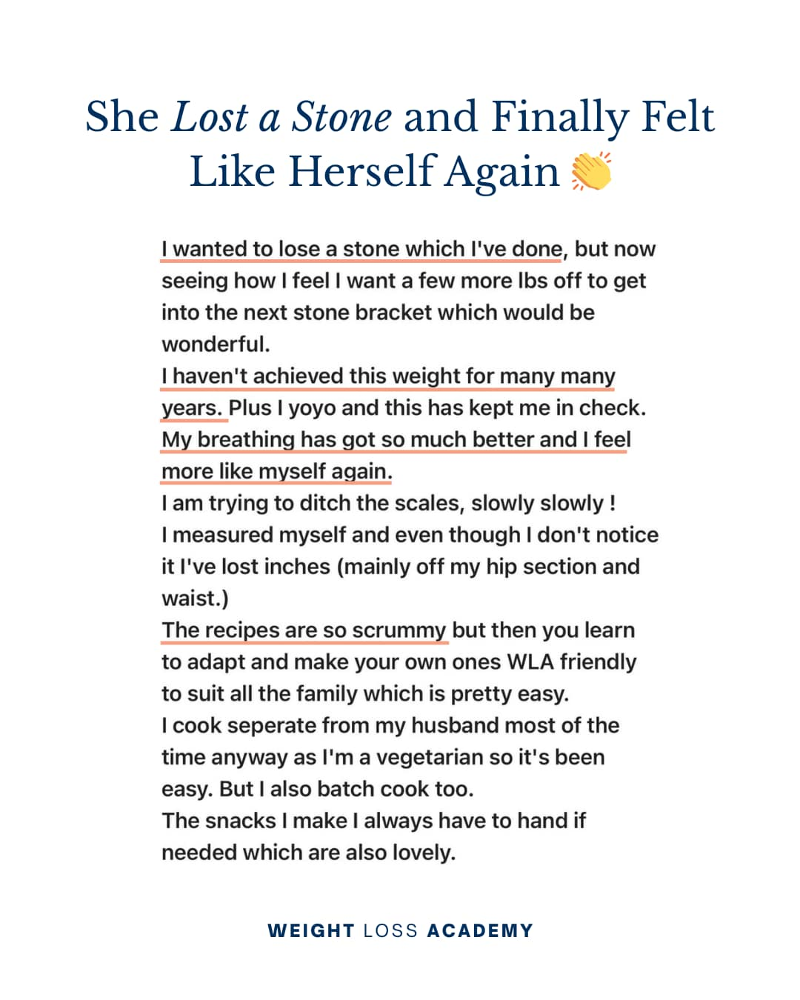 She Lost a Stone and Finally Felt
Like Herself Again 👏
I wanted to lose a stone which I've done, but now
seeing how I feel I want a few more lbs off to get
into the next stone bracket which would be
wonderful.
I haven't achieved this weight for many many
years. Plus I yoyo and this has kept me in check.
My breathing has got so much better and I feel
more like myself again.
I am trying to ditch the scales, slowly slowly !
I measured myself and even though I don't notice
it I've lost inches (mainly off my hip section and
waist.)
The recipes are so scrummy but then you learn
to adapt and make your own ones WLA friendly
to suit all the family which is pretty easy.
I cook seperate from my husband most of the
time anyway as I'm a vegetarian so it's been
easy. But I also batch cook too.
The snacks I make I always have to hand if
needed which are also lovely.
WEIGHT LOSS ACADEMY